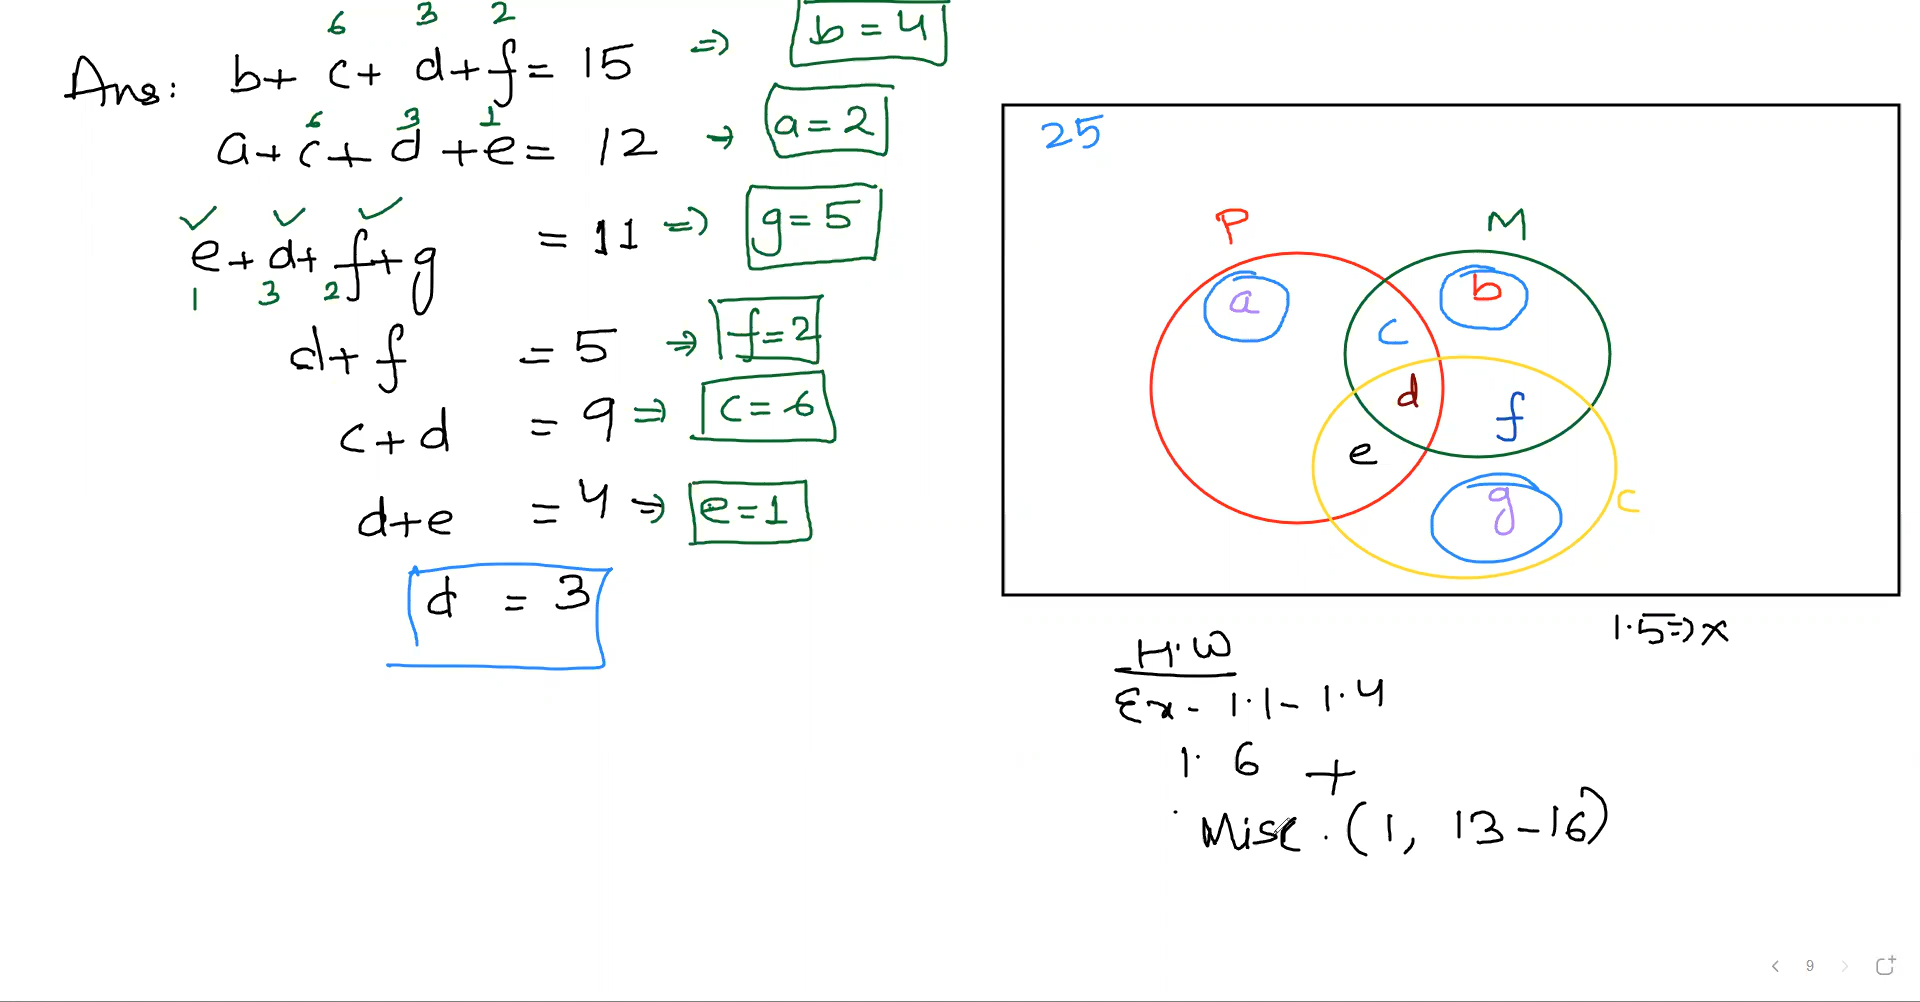 6 3 2
Ans: b+ c+ d+f= 15 => b = 4
6 3 1
a+c+ d +e= 12 → a = 2
✓ ✓ ✓
e+d+f+g = 11 => g = 5
1 3 2
d+f = 5 => f=2
c+d = 9 => c = 6
d+e = 4 => e=1
d = 3
25
P M
a b
c
d
f
e
g
C
1.5=>x
H.W
Ex - 1.1 - 1.4
1.6 +
Misc. (1, 13-16)
9